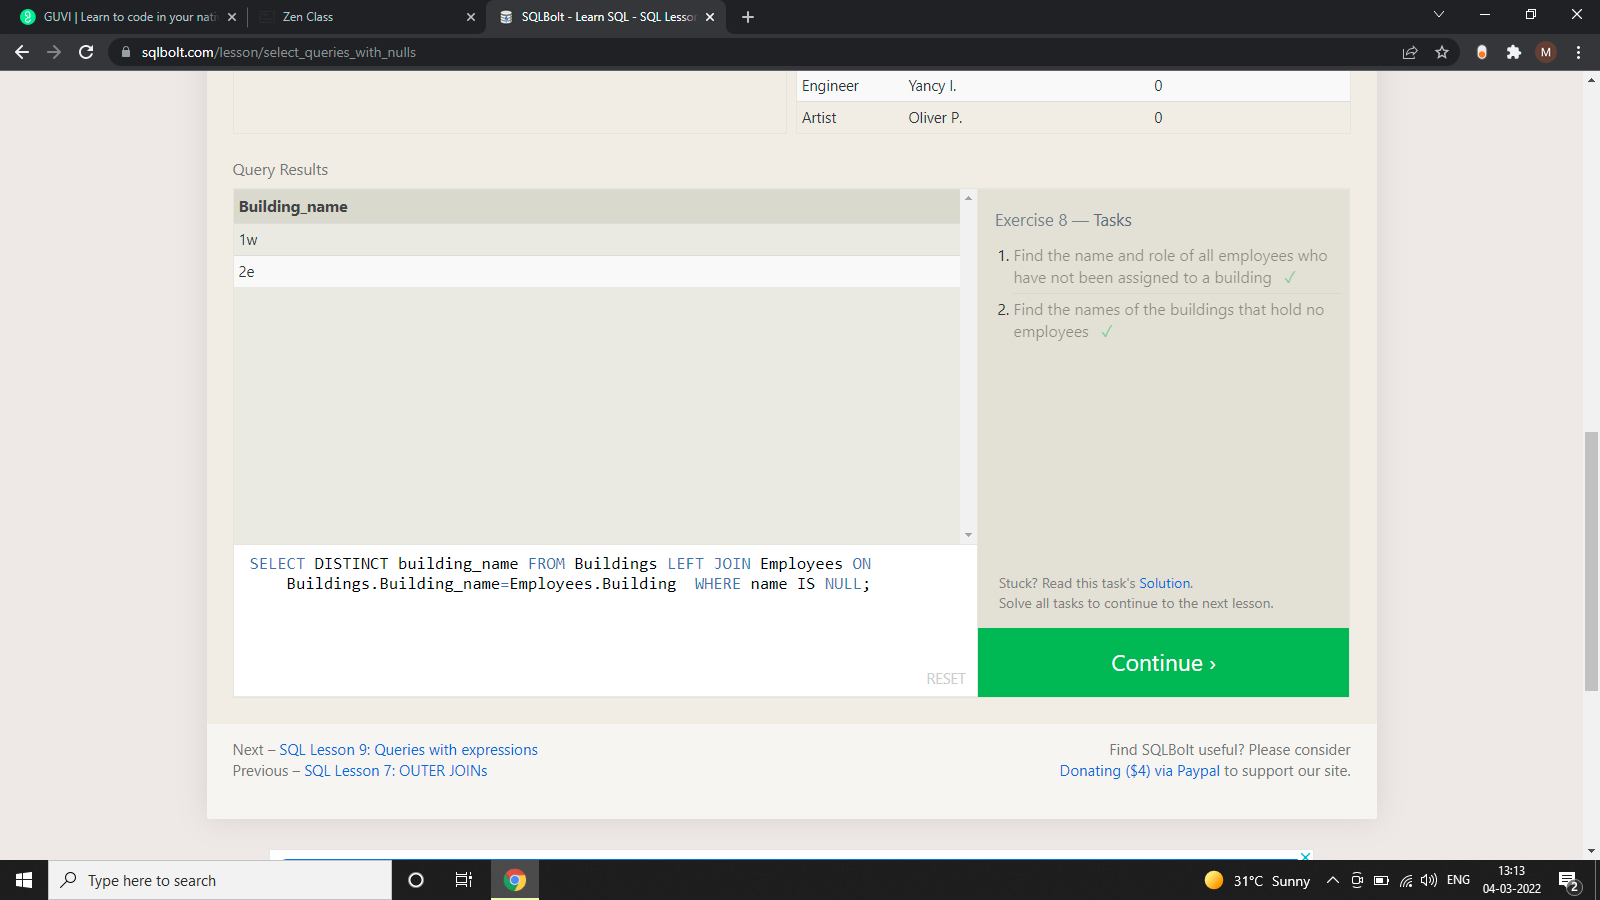 GUVI | Learn to code in your nati
Zen Class
SQLBolt - Learn SQL - SQL Lesso
sqlbolt.com/lesson/select_queries_with_nulls
M
Engineer Yancy I. 0
Artist Oliver P. 0
Query Results
Building_name
1w
2e
Exercise 8 — Tasks
1. Find the name and role of all employees who
have not been assigned to a building ✓
2. Find the names of the buildings that hold no
employees ✓
SELECT DISTINCT building_name FROM Buildings LEFT JOIN Employees ON
Buildings.Building_name=Employees.Building WHERE name IS NULL;
RESET
Stuck? Read this task's Solution.
Solve all tasks to continue to the next lesson.
Continue ›
Next – SQL Lesson 9: Queries with expressions
Previous – SQL Lesson 7: OUTER JOINs
Find SQLBolt useful? Please consider
Donating ($4) via Paypal to support our site.
Type here to search
31°C Sunny
ENG
13:13
04-03-2022
2